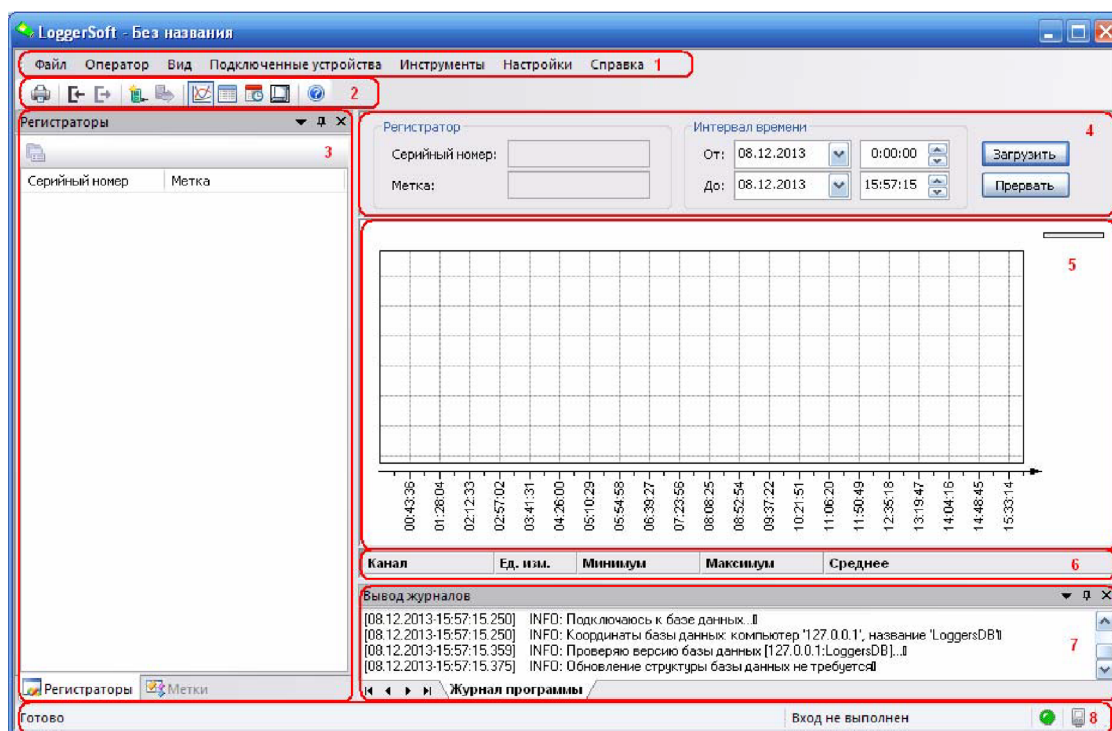 LoggerSoft - Без названия
Файл Оператор Вид Подключенные устройства Инструменты Настройки Справка 1
2
Регистраторы
3
Серийный номер Метка
Регистратор
Серийный номер:
Метка:
Интервал времени
От: 08.12.2013 0:00:00
До: 08.12.2013 15:57:15
Загрузить
Прервать
4
5
00:43:36 01:28:04 02:12:33 02:57:02 03:41:31 04:26:00 05:10:29 05:54:58 06:39:27 07:23:56 08:08:25 08:52:54 09:37:22 10:21:51 11:06:20 11:50:49 12:35:18 13:19:47 14:04:16 14:48:45 15:33:14
Канал Ед. изм. Минимум Максимум Среднее 6
Вывод журналов
[08.12.2013-15:57:15.250] INFO: Подключаюсь к базе данных...
[08.12.2013-15:57:15.250] INFO: Координаты базы данных: компьютер '127.0.0.1', название 'LoggersDB'
[08.12.2013-15:57:15.359] INFO: Проверяю версию базы данных [127.0.0.1:LoggersDB]...
[08.12.2013-15:57:15.375] INFO: Обновление структуры базы данных не требуется
7
Журнал программы
Регистраторы Метки
Готово Вход не выполнен 8